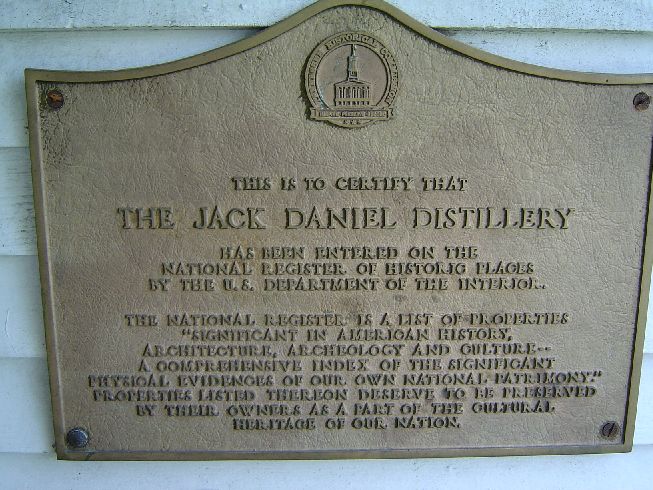 HISTORICAL COMMISSION
THIS IS TO CERTIFY THAT
THE JACK DANIEL DISTILLERY
HAS BEEN ENTERED ON THE
NATIONAL REGISTER OF HISTORIC PLACES
BY THE U.S. DEPARTMENT OF THE INTERIOR.
THE NATIONAL REGISTER IS A LIST OF PROPERTIES
"SIGNIFICANT IN AMERICAN HISTORY,
ARCHITECTURE, ARCHEOLOGY AND CULTURE--
A COMPREHENSIVE INDEX OF THE SIGNIFICANT
PHYSICAL EVIDENCES OF OUR OWN NATIONAL PATRIMONY."
PROPERTIES LISTED THEREON DESERVE TO BE PRESERVED
BY THEIR OWNERS AS A PART OF THE CULTURAL
HERITAGE OF OUR NATION.